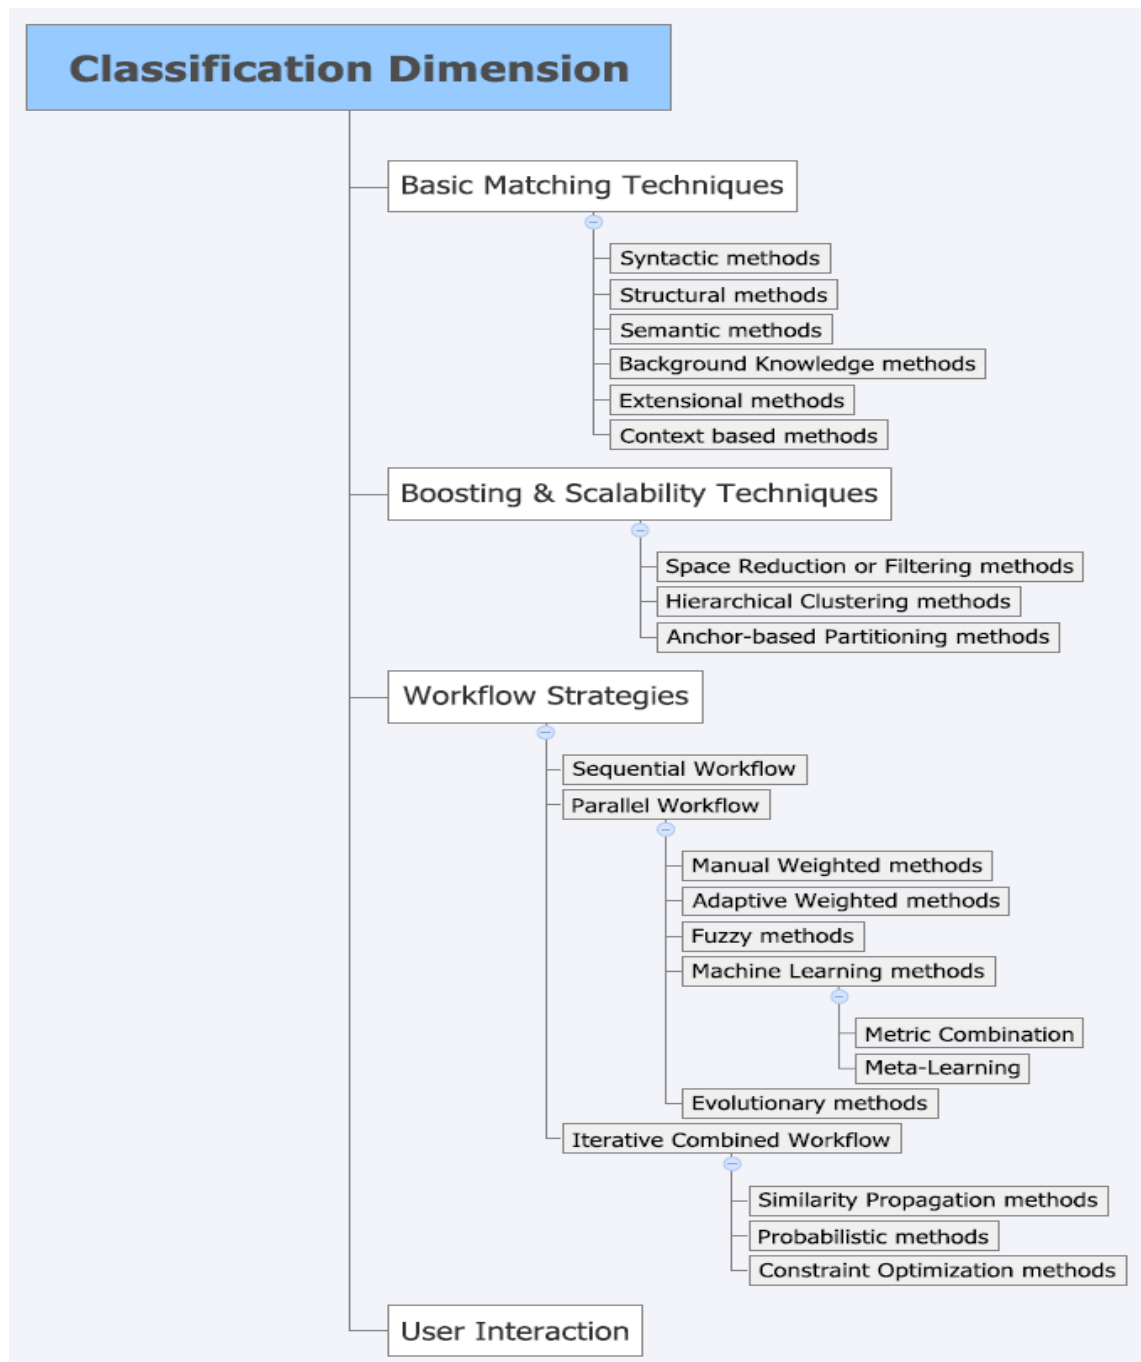 Classification Dimension
Basic Matching Techniques
Syntactic methods
Structural methods
Semantic methods
Background Knowledge methods
Extensional methods
Context based methods
Boosting & Scalability Techniques
Space Reduction or Filtering methods
Hierarchical Clustering methods
Anchor-based Partitioning methods
Workflow Strategies
Sequential Workflow
Parallel Workflow
Manual Weighted methods
Adaptive Weighted methods
Fuzzy methods
Machine Learning methods
Metric Combination
Meta-Learning
Evolutionary methods
Iterative Combined Workflow
Similarity Propagation methods
Probabilistic methods
Constraint Optimization methods
User Interaction